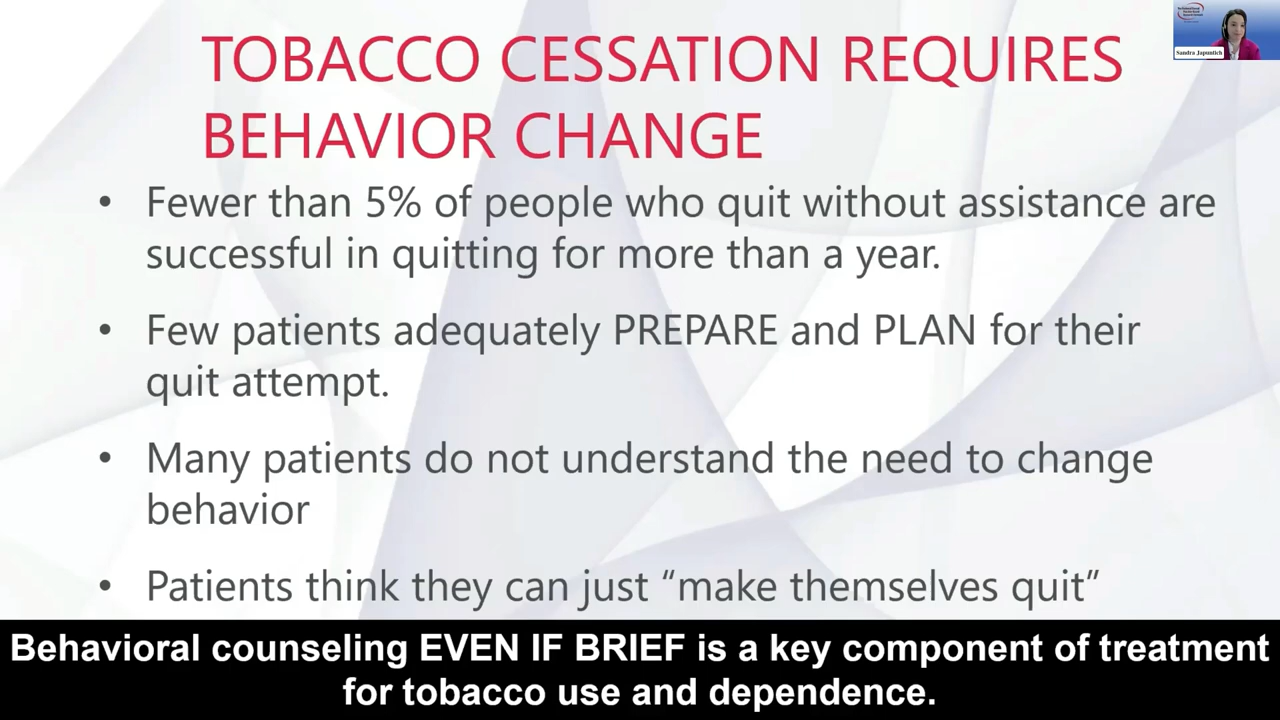 TOBACCO CESSATION REQUIRES
BEHAVIOR CHANGE
• Fewer than 5% of people who quit without assistance are
successful in quitting for more than a year.
• Few patients adequately PREPARE and PLAN for their
quit attempt.
• Many patients do not understand the need to change
behavior
• Patients think they can just “make themselves quit”
Behavioral counseling EVEN IF BRIEF is a key component of treatment
for tobacco use and dependence.
Sandra Japuntich